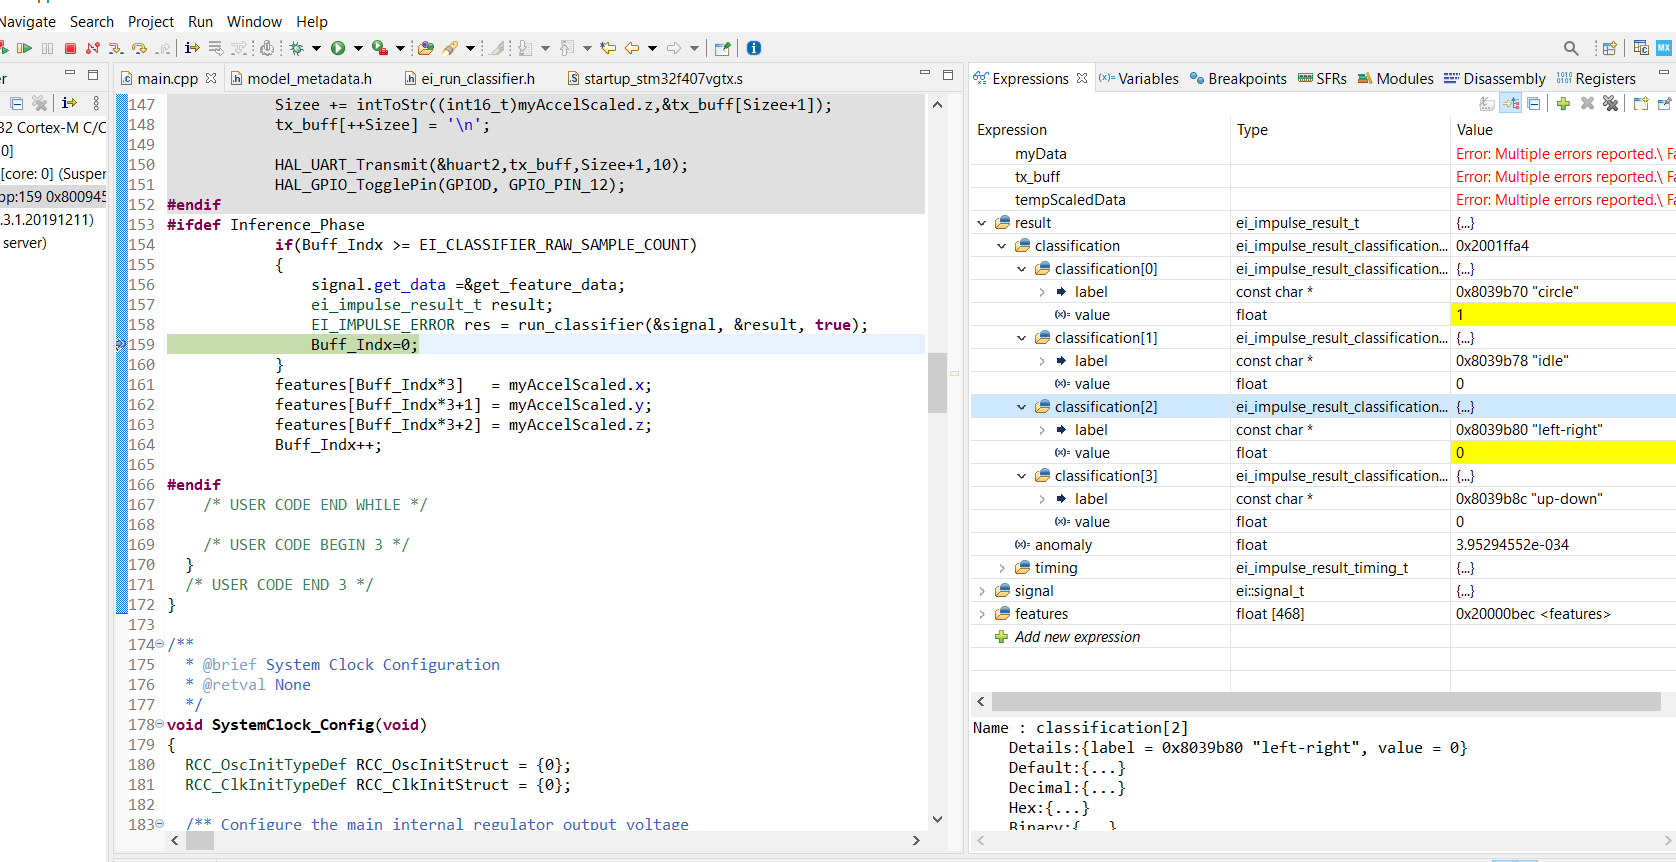 Navigate Search Project Run Window Help
main.cpp model_metadata.h ei_run_classifier.h startup_stm32f407vgtx.s
32 Cortex-M C/C
0]
[core: 0] (Susper
pp:159 0x800945
.3.1.20191211)
server)
147 Sizee += intToStr((int16_t)myAccelScaled.z,&tx_buff[Sizee+1]);
148 tx_buff[++Sizee] = '\n';
149
150 HAL_UART_Transmit(&huart2,tx_buff,Sizee+1,10);
151 HAL_GPIO_TogglePin(GPIOD, GPIO_PIN_12);
152 #endif
153 #ifdef Inference_Phase
154 if(Buff_Indx >= EI_CLASSIFIER_RAW_SAMPLE_COUNT)
155 {
156 signal.get_data =&get_feature_data;
157 ei_impulse_result_t result;
158 EI_IMPULSE_ERROR res = run_classifier(&signal, &result, true);
159 Buff_Indx=0;
160 }
161 features[Buff_Indx*3] = myAccelScaled.x;
162 features[Buff_Indx*3+1] = myAccelScaled.y;
163 features[Buff_Indx*3+2] = myAccelScaled.z;
164 Buff_Indx++;
165
166 #endif
167 /* USER CODE END WHILE */
168
169 /* USER CODE BEGIN 3 */
170 }
171 /* USER CODE END 3 */
172 }
173
174 /**
175 * @brief System Clock Configuration
176 * @retval None
177 */
178 void SystemClock_Config(void)
179 {
180 RCC_OscInitTypeDef RCC_OscInitStruct = {0};
181 RCC_ClkInitTypeDef RCC_ClkInitStruct = {0};
182
183 /** Configure the main internal regulator output voltage
MX
Expressions (x)= Variables Breakpoints SFRs Modules Disassembly Registers
Expression Type Value
myData Error: Multiple errors reported.\ Fa
tx_buff Error: Multiple errors reported.\ Fa
tempScaledData Error: Multiple errors reported.\ Fa
result ei_impulse_result_t {...}
classification ei_impulse_result_classification... 0x2001ffa4
classification[0] ei_impulse_result_classification... {...}
label const char * 0x8039b70 "circle"
(x)= value float 1
classification[1] ei_impulse_result_classification... {...}
label const char * 0x8039b78 "idle"
(x)= value float 0
classification[2] ei_impulse_result_classification... {...}
label const char * 0x8039b80 "left-right"
(x)= value float 0
classification[3] ei_impulse_result_classification... {...}
label const char * 0x8039b8c "up-down"
(x)= value float 0
(x)= anomaly float 3.95294552e-034
timing ei_impulse_result_timing_t {...}
signal ei::signal_t {...}
features float [468] 0x20000bec <features>
Add new expression
Name : classification[2]
Details:{label = 0x8039b80 "left-right", value = 0}
Default:{...}
Decimal:{...}
Hex:{...}
Binary:{...}